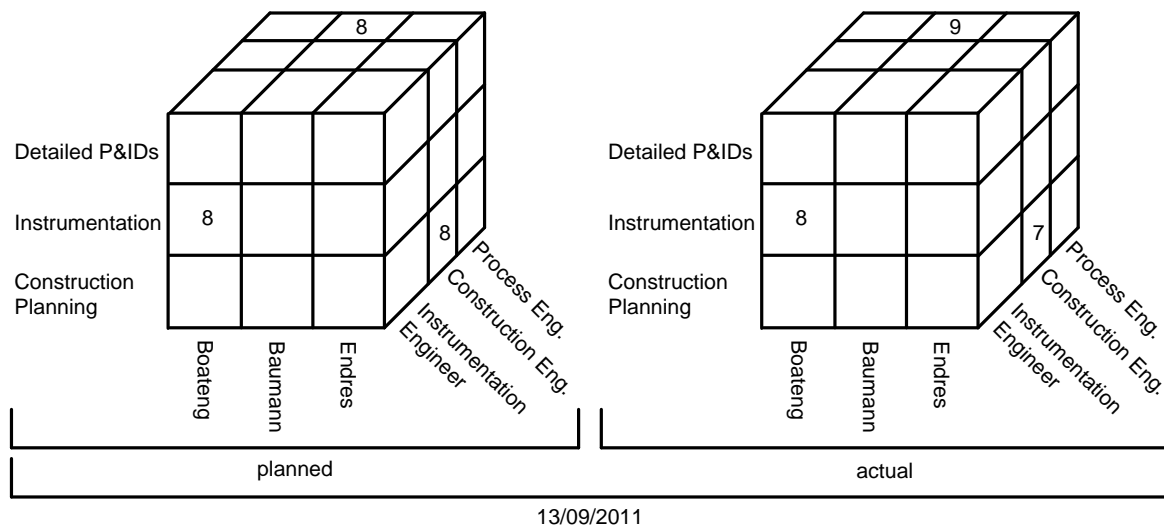 8
9
Detailed P&IDs
Detailed P&IDs
Instrumentation
8
8
Instrumentation
8
7
Construction
Planning
Construction
Planning
Boateng
Baumann
Endres
Instrumentation
Engineer
Construction Eng.
Process Eng.
Boateng
Baumann
Endres
Instrumentation
Engineer
Construction Eng.
Process Eng.
planned
actual
13/09/2011